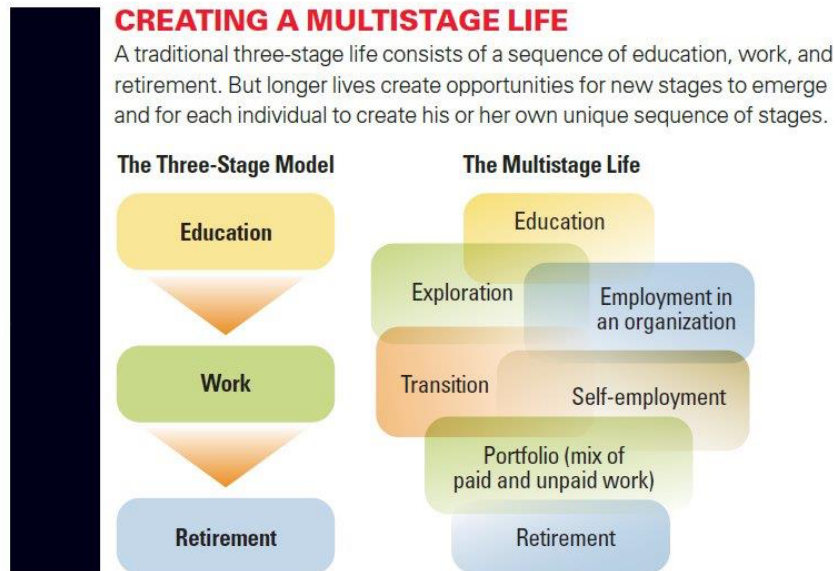 CREATING A MULTISTAGE LIFE
A traditional three-stage life consists of a sequence of education, work, and
retirement. But longer lives create opportunities for new stages to emerge
and for each individual to create his or her own unique sequence of stages.
The Three-Stage Model
Education
Work
Retirement
The Multistage Life
Education
Exploration
Employment in
an organization
Transition
Self-employment
Portfolio (mix of
paid and unpaid work)
Retirement